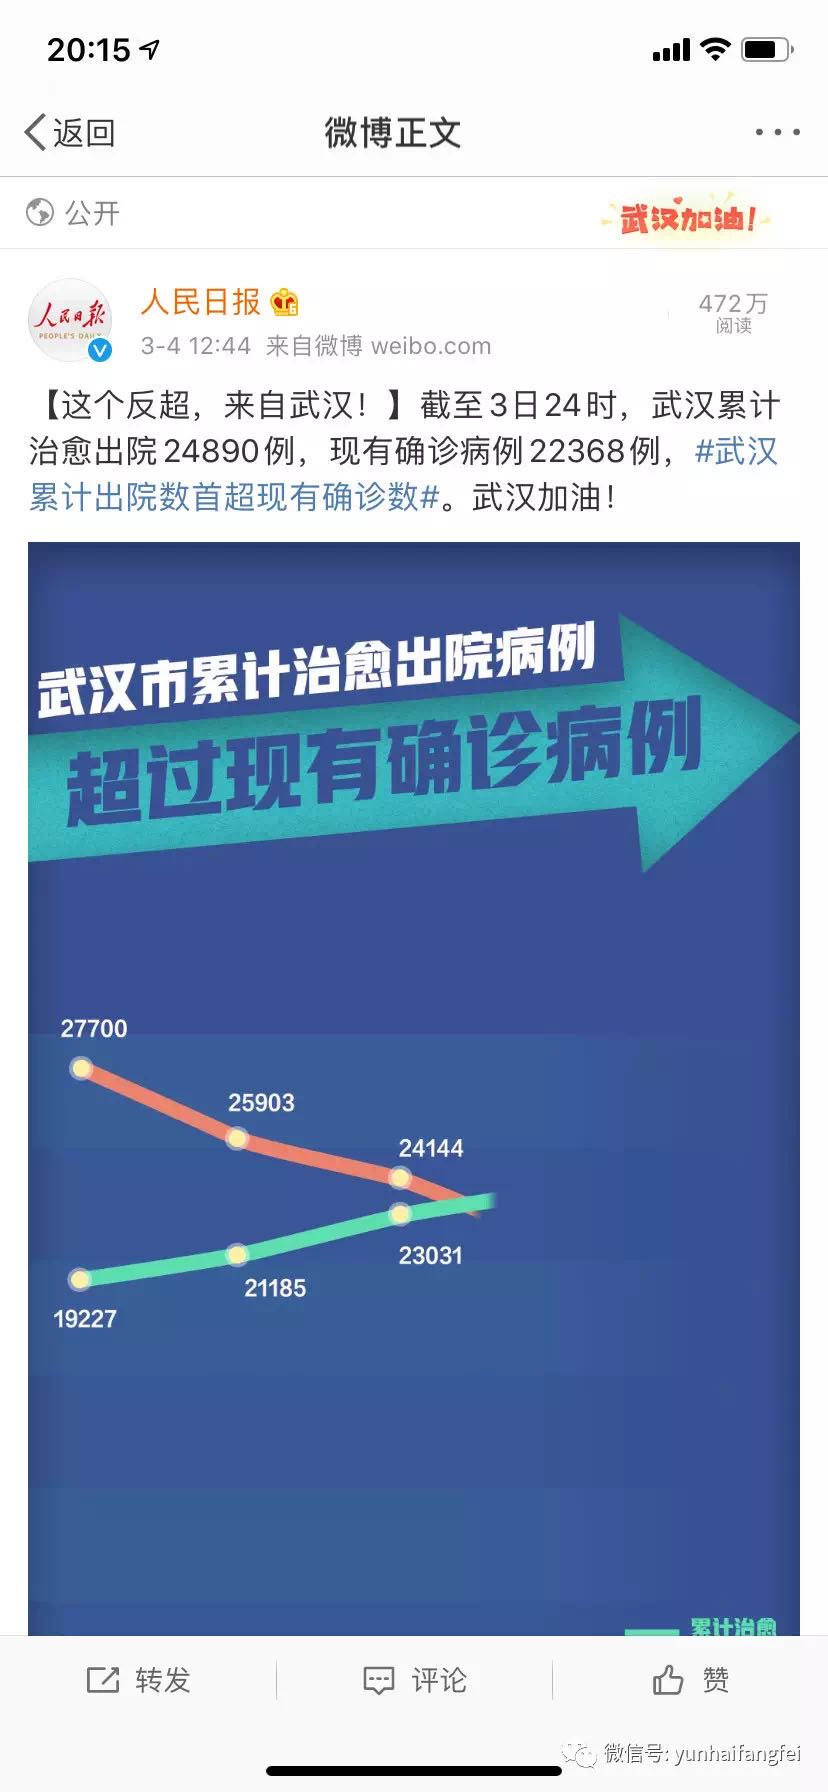 20:15
返回
微博正文
公开
武汉加油!
人民日报
人民日报
PEOPLE'S DAILY
472万
阅读
3-4 12:44 来自微博 weibo.com
【这个反超，来自武汉！】截至3日24时，武汉累计
治愈出院24890例，现有确诊病例22368例，#武汉
累计出院数首超现有确诊数#。武汉加油！
武汉市累计治愈出院病例
超过现有确诊病例
27700
25903
24144
23031
21185
19227
累计治愈
转发
评论
赞
微信号: yunhaifangfei